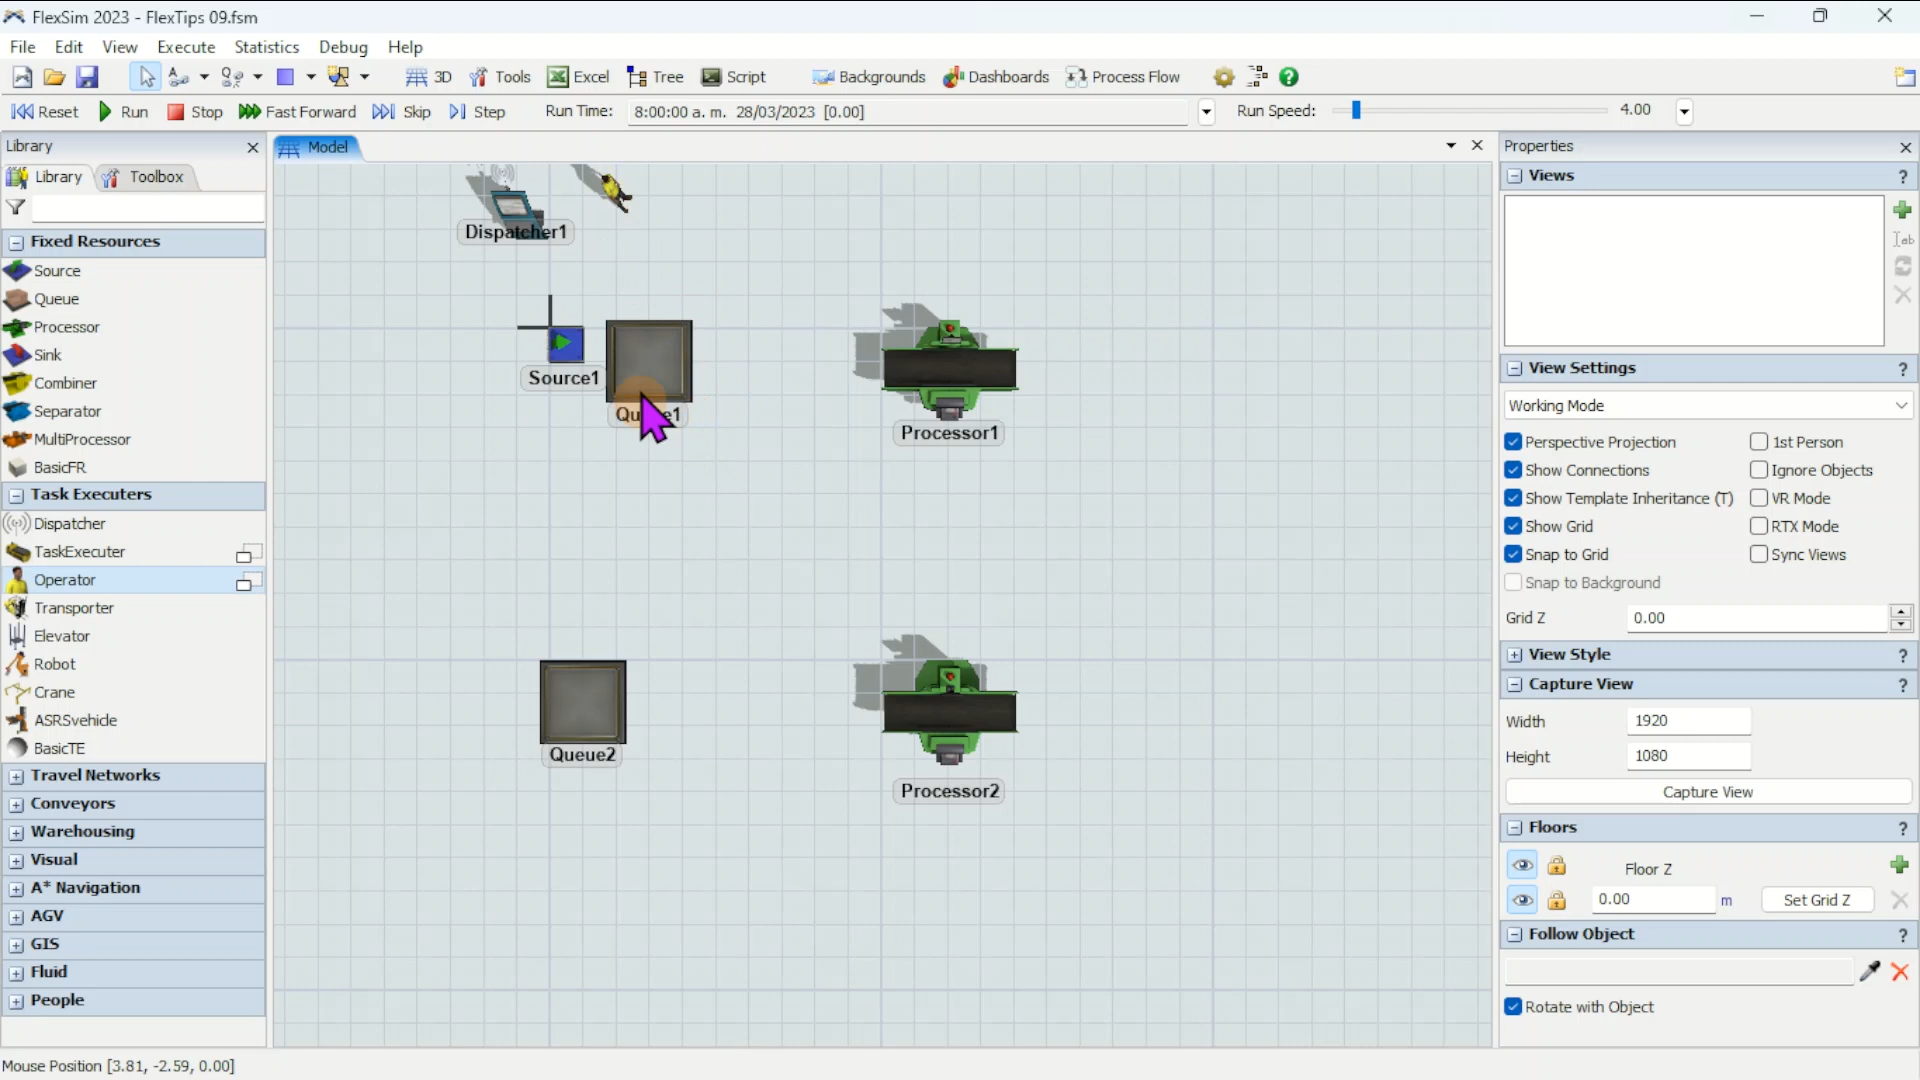 FlexSim 2023 - FlexTips 09.fsm
File Edit View Execute Statistics Debug Help
3D Tools Excel Tree Script Backgrounds Dashboards Process Flow
Reset Run Stop Fast Forward Skip Step Run Time: 8:00:00 a. m. 28/03/2023 [0.00] Run Speed: 4.00
Library
Library Toolbox
Fixed Resources
Source
Queue
Processor
Sink
Combiner
Separator
MultiProcessor
BasicFR
Task Executers
Dispatcher
TaskExecuter
Operator
Transporter
Elevator
Robot
Crane
ASRSvehicle
BasicTE
Travel Networks
Conveyors
Warehousing
Visual
A* Navigation
AGV
GIS
Fluid
People
Model
Dispatcher1
Source1
Processor1
Queue2
Processor2
Properties
Views
View Settings
Working Mode
Perspective Projection 1st Person
Show Connections Ignore Objects
Show Template Inheritance (T) VR Mode
Show Grid RTX Mode
Snap to Grid Sync Views
Snap to Background
Grid Z 0.00
View Style
Capture View
Width 1920
Height 1080
Capture View
Floors
Floor Z
0.00 m Set Grid Z
Follow Object
Rotate with Object
Mouse Position [3.81, -2.59, 0.00]